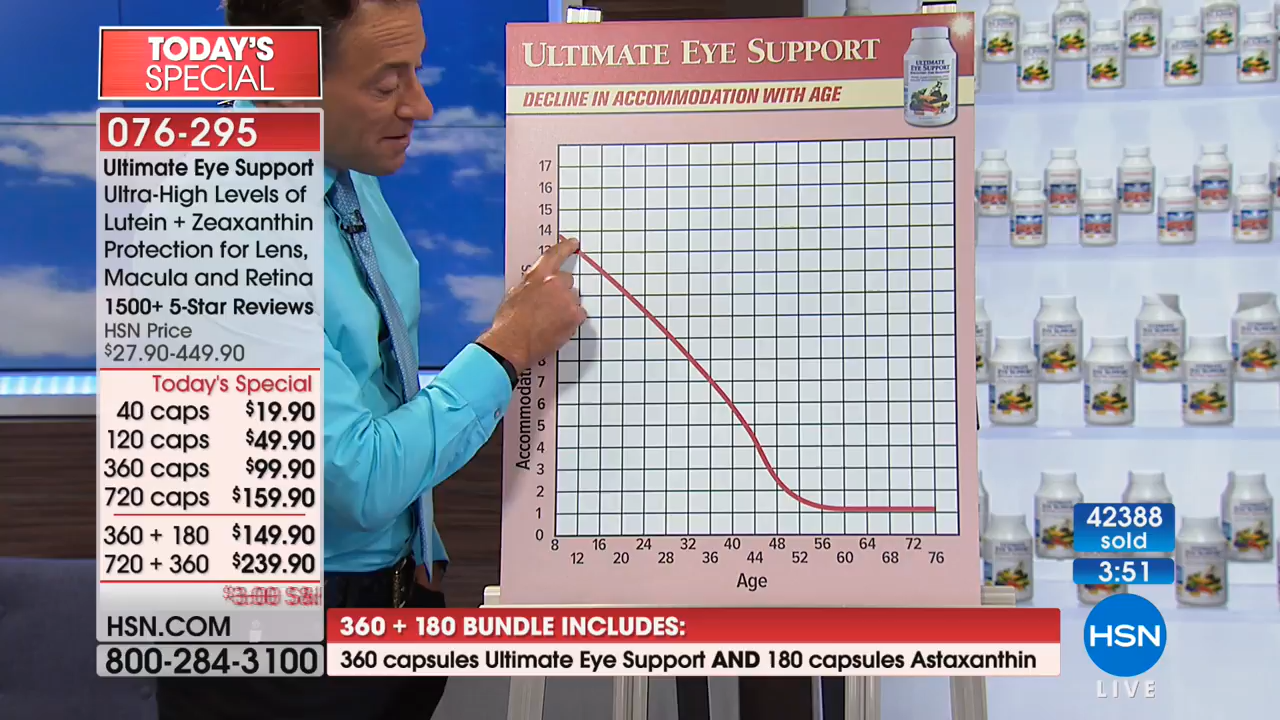 TODAY'S
SPECIAL
076-295
Ultimate Eye Support
Ultra-High Levels of
Lutein + Zeaxanthin
Protection for Lens,
Macula and Retina
1500+ 5-Star Reviews
HSN Price
$27.90-449.90
Today's Special
40 caps $19.90
120 caps $49.90
360 caps $99.90
720 caps $159.90
360 + 180 $149.90
720 + 360 $239.90
HSN.COM
800-284-3100
ULTIMATE EYE SUPPORT
DECLINE IN ACCOMMODATION WITH AGE
ULTIMATE
EYE SUPPORT
17
16
15
14
13
8
7
6
5
4
3
2
1
0
8 16 24 32 40 48 56 64 72
12 20 28 36 44 52 60 68 76
Age
360 + 180 BUNDLE INCLUDES:
360 capsules Ultimate Eye Support AND 180 capsules Astaxanthin
42388
sold
3:51
HSN
LIVE